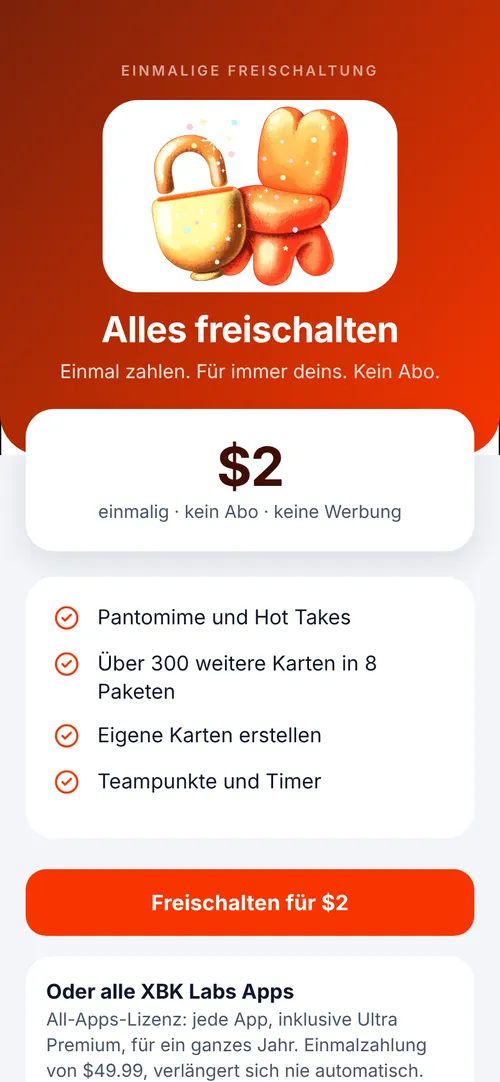 EINMALIGE FREISCHALTUNG
Alles freischalten
Einmal zahlen. Für immer deins. Kein Abo.
$2
einmalig · kein Abo · keine Werbung
Pantomime und Hot Takes
Über 300 weitere Karten in 8
Paketen
Eigene Karten erstellen
Teampunkte und Timer
Freischalten für $2
Oder alle XBK Labs Apps
All-Apps-Lizenz: jede App, inklusive Ultra
Premium, für ein ganzes Jahr. Einmalzahlung
von $49.99, verlängert sich nie automatisch.